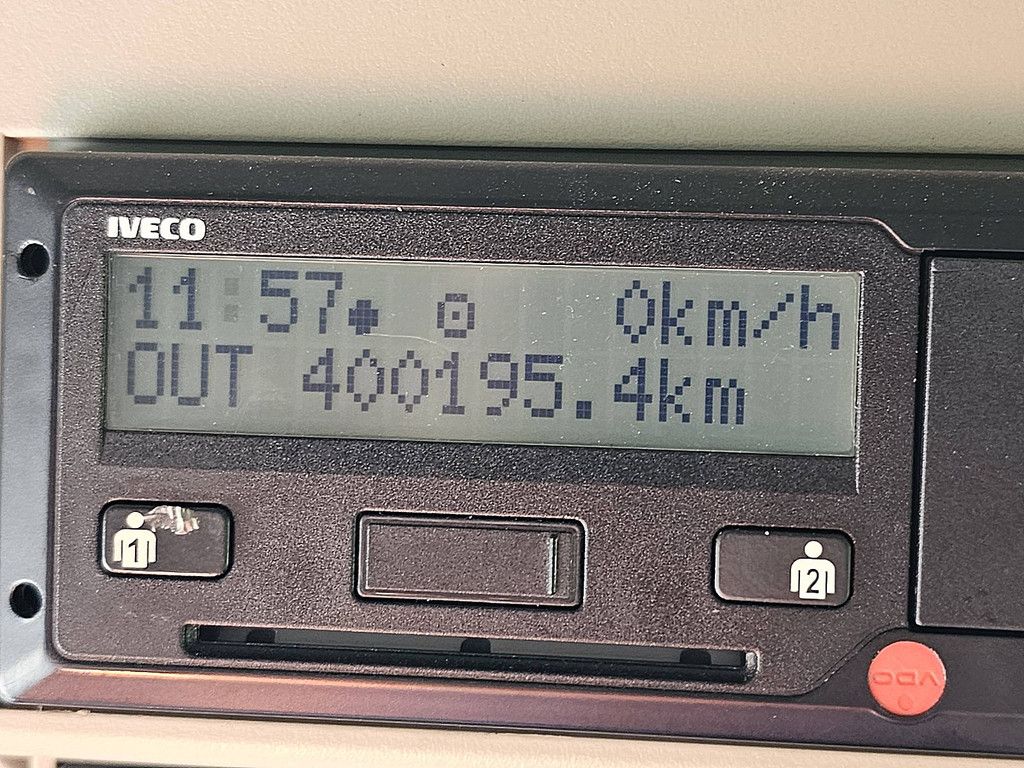 IVECO
11:57 0km/h
OUT 400195.4km
1
2
VDO